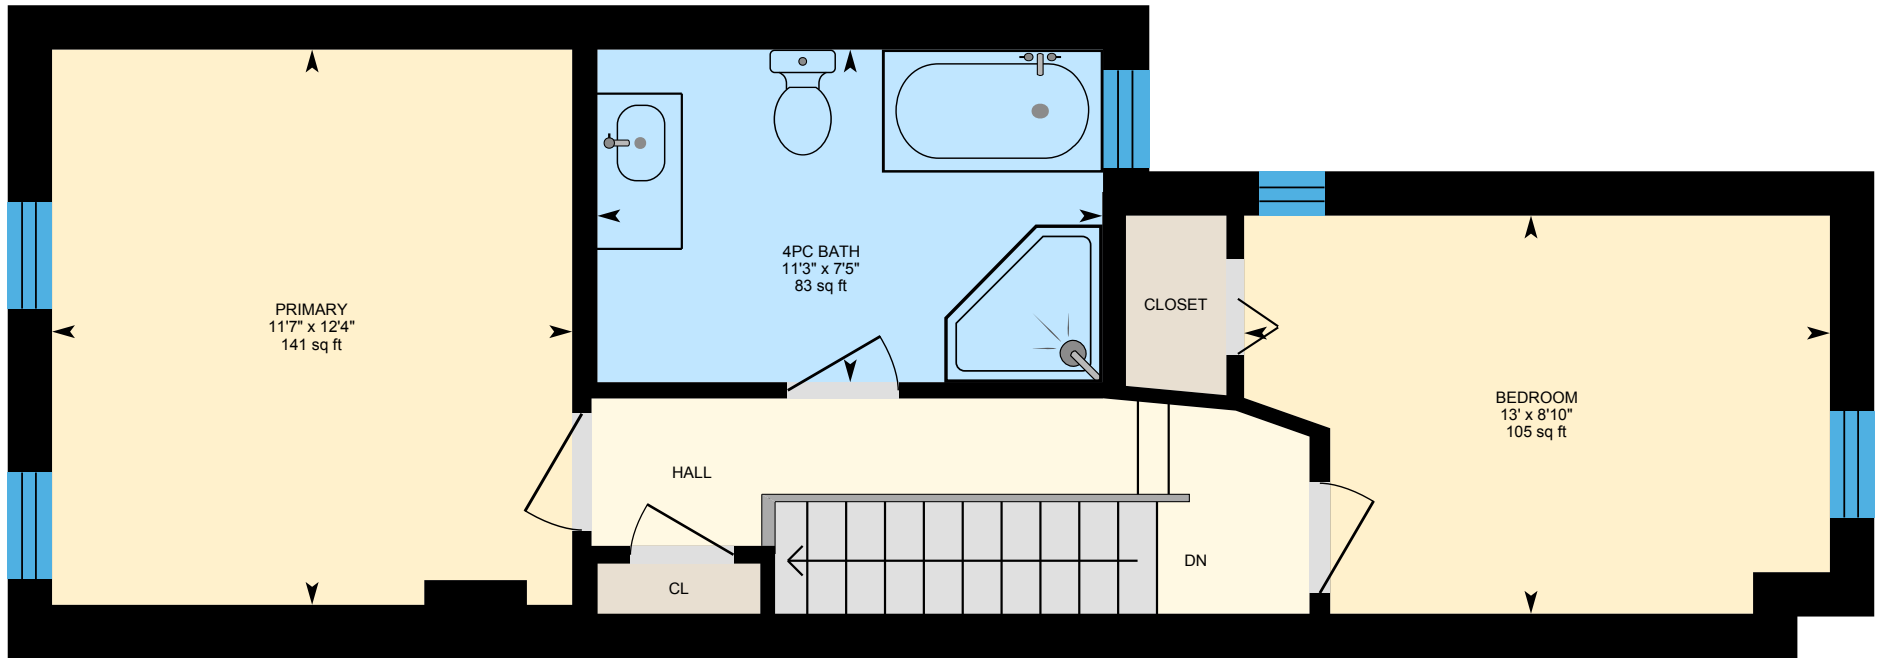 PRIMARY
11'7" x 12'4"
141 sq ft
4PC BATH
11'3" x 7'5"
83 sq ft
CLOSET
BEDROOM
13' x 8'10"
105 sq ft
HALL
CL
DN